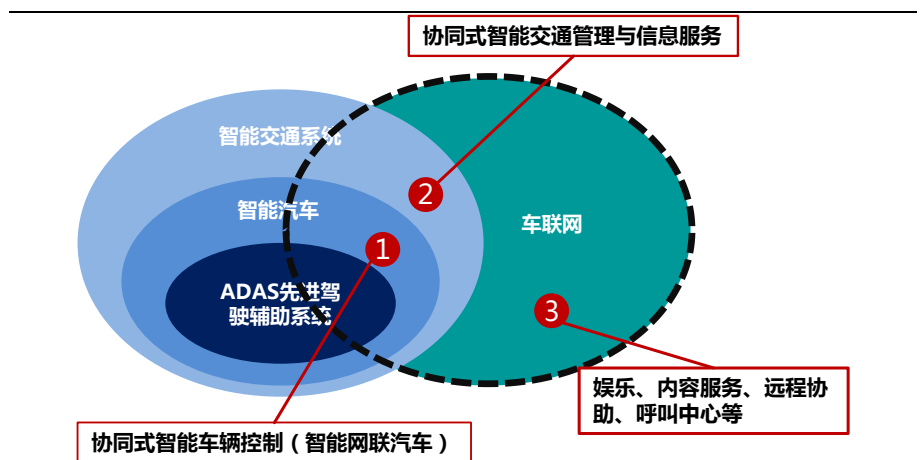 协同式智能交通管理与信息服务
智能交通系统
2
智能汽车
车联网
1
ADAS先进驾
驶辅助系统
3
娱乐、内容服务、远程协
助、呼叫中心等
协同式智能车辆控制（智能网联汽车）